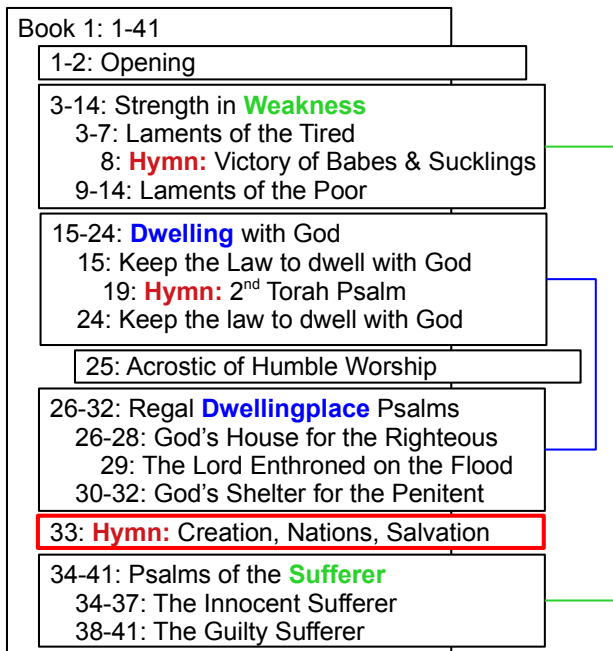 Book 1: 1-41
1-2: Opening
3-14: Strength in Weakness
3-7: Laments of the Tired
8: Hymn: Victory of Babes & Sucklings
9-14: Laments of the Poor
15-24: Dwelling with God
15: Keep the Law to dwell with God
19: Hymn: 2nd Torah Psalm
24: Keep the law to dwell with God
25: Acrostic of Humble Worship
26-32: Regal Dwellingplace Psalms
26-28: God’s House for the Righteous
29: The Lord Enthroned on the Flood
30-32: God’s Shelter for the Penitent
33: Hymn: Creation, Nations, Salvation
34-41: Psalms of the Sufferer
34-37: The Innocent Sufferer
38-41: The Guilty Sufferer